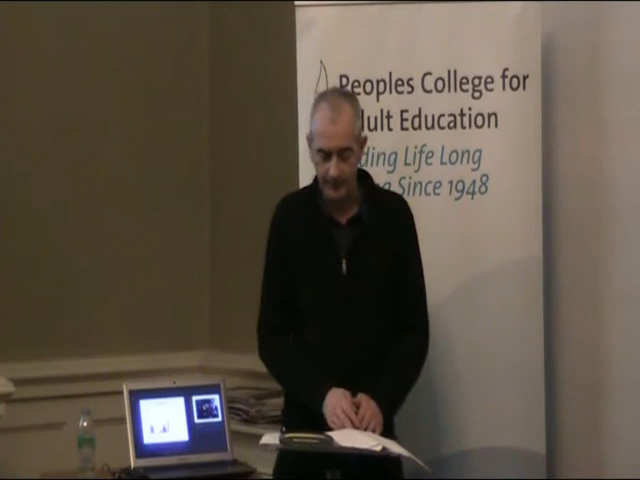 Peoples College for
ult Education
ding Life Long
Since 1948